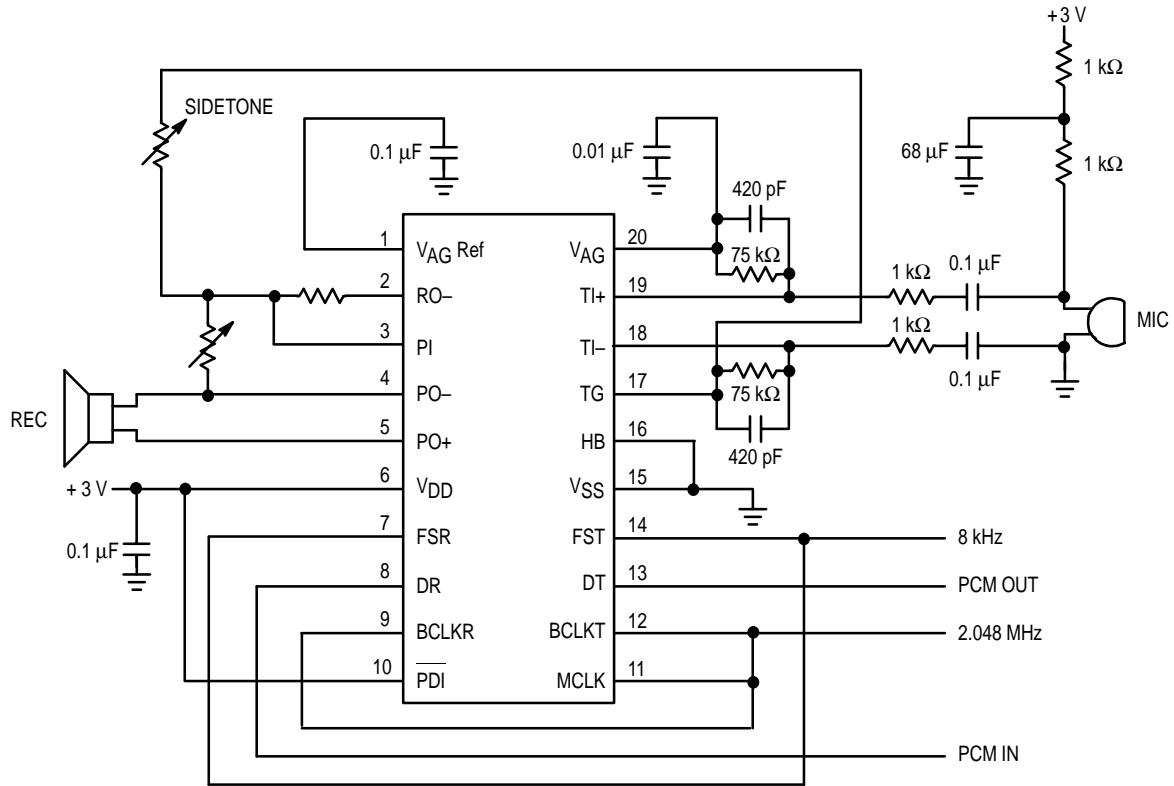 +3 V
1 kΩ
SIDETONE
0.1 µF
0.01 µF
68 µF
1 kΩ
420 pF
1
VAG Ref
VAG
20
75 kΩ
1 kΩ
0.1 µF
2
RO–
TI+
19
MIC
3
PI
TI–
18
1 kΩ
0.1 µF
4
PO–
TG
17
75 kΩ
REC
5
PO+
HB
16
420 pF
+ 3 V
6
VDD
VSS
15
7
FSR
FST
14
8 kHz
0.1 µF
8
DR
DT
13
PCM OUT
9
BCLKR
BCLKT
12
2.048 MHz
10
PDI
MCLK
11
PCM IN